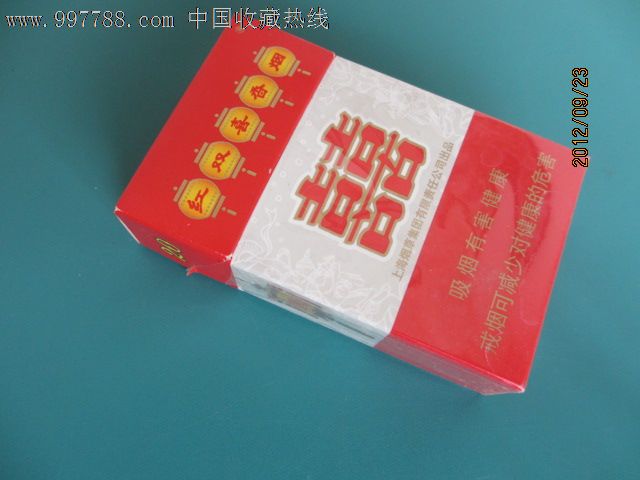 www.997788.com 中国收藏热线
红双喜香烟
囍
上海烟草集团有限责任公司出品
吸烟有害健康
戒烟可减少对健康的危害
20
2012/09/23